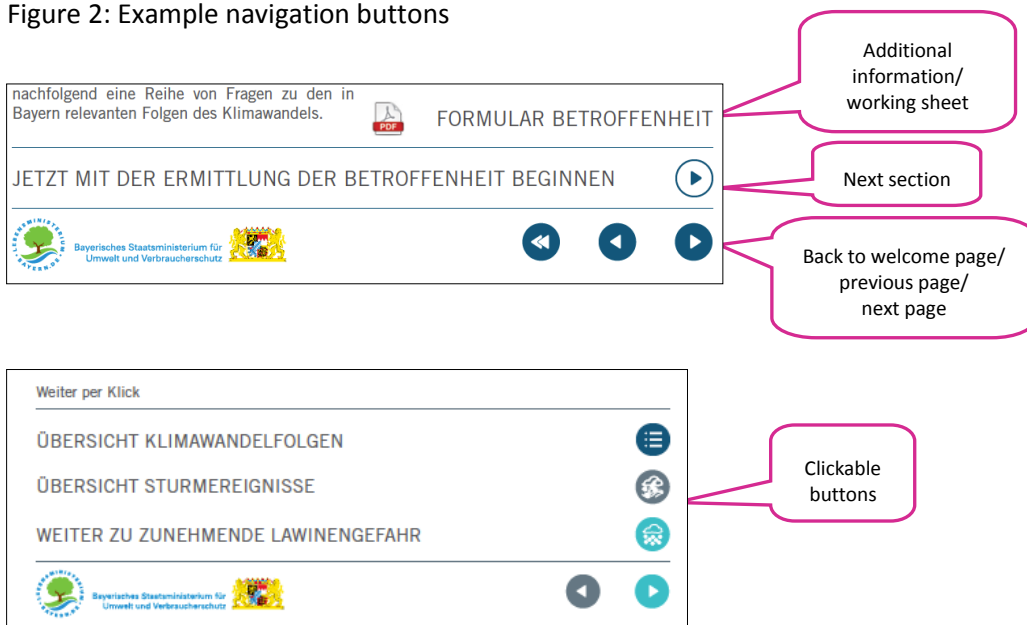 Figure 2: Example navigation buttons
Additional
information/
working sheet
nachfolgend eine Reihe von Fragen zu den in
Bayern relevanten Folgen des Klimawandels.
PDF
FORMULAR BETROFFENHEIT
JETZT MIT DER ERMITTLUNG DER BETROFFENHEIT BEGINNEN
Next section
Bayerisches Staatsministerium für
Umwelt und Verbraucherschutz
Back to welcome page/
previous page/
next page
Weiter per Klick
ÜBERSICHT KLIMAWANDELFOLGEN
ÜBERSICHT STURMEREIGNISSE
WEITER ZU ZUNEHMENDE LAWINENGEFAHR
Clickable
buttons
Bayerisches Staatsministerium für
Umwelt und Verbraucherschutz